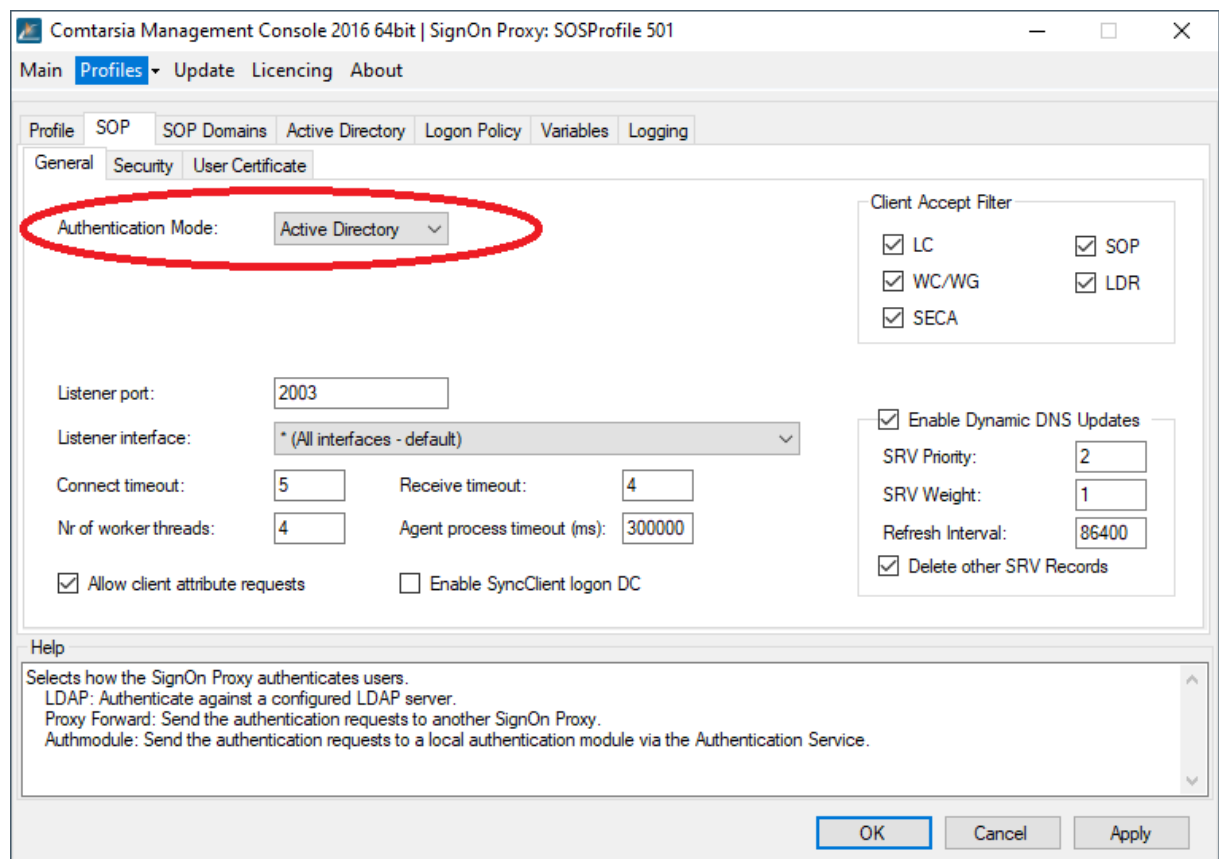 Comtarsia Management Console 2016 64bit | SignOn Proxy: SOSProfile 501
Main Profiles Update Licencing About
Profile SOP SOP Domains Active Directory Logon Policy Variables Logging
General Security User Certificate
Authentication Mode: Active Directory
Client Accept Filter
LC SOP
WC/WG LDR
SECA
Listener port: 2003
Listener interface: * (All interfaces - default)
Connect timeout: 5 Receive timeout: 4
Nr of worker threads: 4 Agent process timeout (ms): 300000
Allow client attribute requests Enable SyncClient logon DC
Enable Dynamic DNS Updates
SRV Priority: 2
SRV Weight: 1
Refresh Interval: 86400
Delete other SRV Records
Help
Selects how the SignOn Proxy authenticates users.
LDAP: Authenticate against a configured LDAP server.
Proxy Forward: Send the authentication requests to another SignOn Proxy.
Authmodule: Send the authentication requests to a local authentication module via the Authentication Service.
OK Cancel Apply